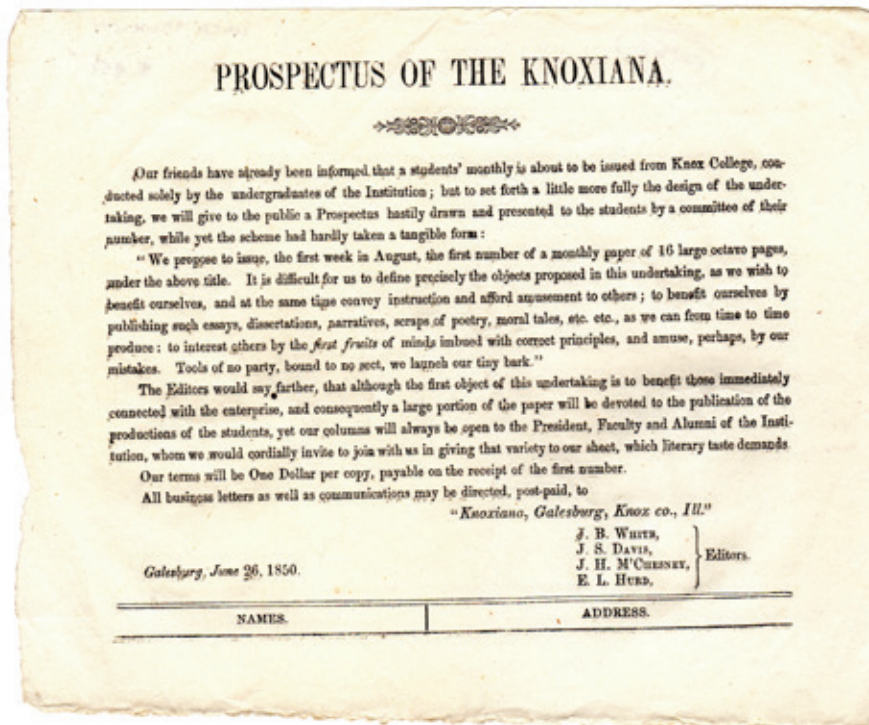 PROSPECTUS OF THE KNOXIANA.
Our friends have already been informed that a students' monthly is about to be issued from Knox College, con-
ducted solely by the undergraduates of the Institution; but to set forth a little more fully the design of the under-
taking, we will give to the public a Prospectus hastily drawn and presented to the students by a committee of their
number, while yet the scheme had hardly taken a tangible form:
"We propose to issue, the first week in August, the first number of a monthly paper of 16 large octavo pages,
under the above title. It is difficult for us to define precisely the objects proposed in this undertaking, as we wish to
benefit ourselves, and at the same time convey instruction and afford amusement to others; to benefit ourselves by
publishing such essays, dissertations, narratives, scraps of poetry, moral tales, etc. etc., as we can from time to time
produce: to interest others by the first fruits of minds imbued with correct principles, and amuse, perhaps, by our
mistakes. Tools of no party, bound to no sect, we launch our tiny bark."
The Editors would say farther, that although the first object of this undertaking is to benefit those immediately
connected with the enterprise, and consequently a large portion of the paper will be devoted to the publication of the
productions of the students, yet our columns will always be open to the President, Faculty and Alumni of the Insti-
tution, whom we would cordially invite to join with us in giving that variety to our sheet, which literary taste demands
Our terms will be One Dollar per copy, payable on the receipt of the first number.
All business letters as well as communications may be directed, post-paid, to
"Knoxiana, Galesburg, Knox co., Ill."
J. B. WHITE,
J. S. DAVIS,
J. H. M'CHESNEY,
E. L. HURD,
Editors.
Galesburg, June 26, 1850.
NAMES. ADDRESS.